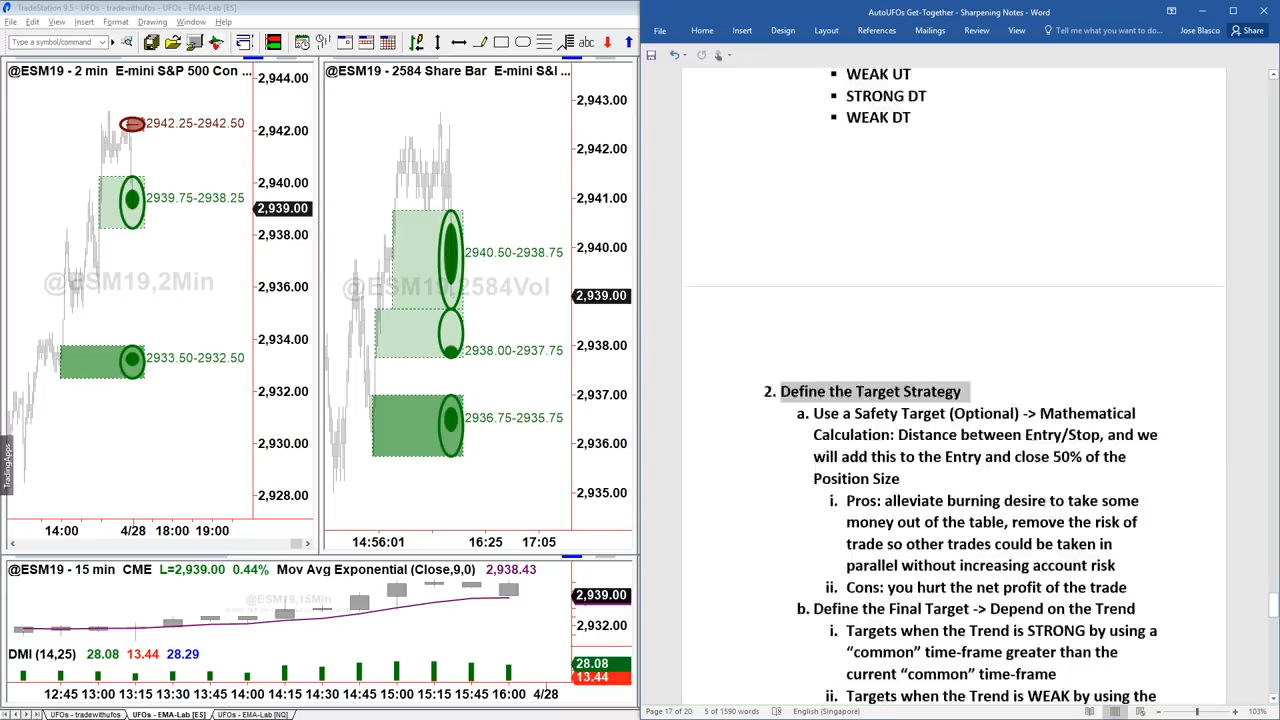 TradeStation 9.5 - UFOs - tradewithufos - UFOs - EMA-Lab [ES]
File Edit View Insert Format Drawing Window Help
Type a symbol/command
abc
@ESM19 - 2 min E-mini S&P 500 Con ...
2,944.00
2942.25-2942.50
2,942.00
2,940.00
2939.75-2938.25
2,939.00
2,938.00
@ESM19,2Min
2,936.00
2,934.00
2933.50-2932.50
2,932.00
2,930.00
2,928.00
14:00 4/28 18:00 19:00
TradingApps
@ESM19 - 2584 Share Bar E-mini S&I ...
2,943.00
2,942.00
2,941.00
2940.50-2938.75
2,940.00
@ESM19,2584Vol
2,939.00
2938.00-2937.75
2,938.00
2,937.00
2936.75-2935.75
2,936.00
2,935.00
14:56:01 16:25 17:05
@ESM19 - 15 min CME L=2,939.00 0.44% Mov Avg Exponential (Close,9,0) 2,938.43
@ESM19,15Min
2,939.00
2,932.00
DMI (14,25) 28.08 13.44 28.29
28.08
13.44
12:45 13:00 13:15 13:30 13:45 14:00 14:15 14:30 14:45 15:00 15:15 15:45 16:00 4/28
UFOs - tradewithufos UFOs - EMA-Lab [ES] UFOs - EMA-Lab [NQ]
AutoUFOs Get-Together - Sharpening Notes - Word
File Home Insert Design Layout References Mailings Review View Tell me what you want to do... Jose Blasco Share
▪ WEAK UT
▪ STRONG DT
▪ WEAK DT
2. Define the Target Strategy
a. Use a Safety Target (Optional) -> Mathematical
Calculation: Distance between Entry/Stop, and we
will add this to the Entry and close 50% of the
Position Size
i. Pros: alleviate burning desire to take some
money out of the table, remove the risk of
trade so other trades could be taken in
parallel without increasing account risk
ii. Cons: you hurt the net profit of the trade
b. Define the Final Target -> Depend on the Trend
i. Targets when the Trend is STRONG by using a
“common” time-frame greater than the
current “common” time-frame
ii. Targets when the Trend is WEAK by using the
Page 17 of 20 5 of 1590 words English (Singapore) 103%